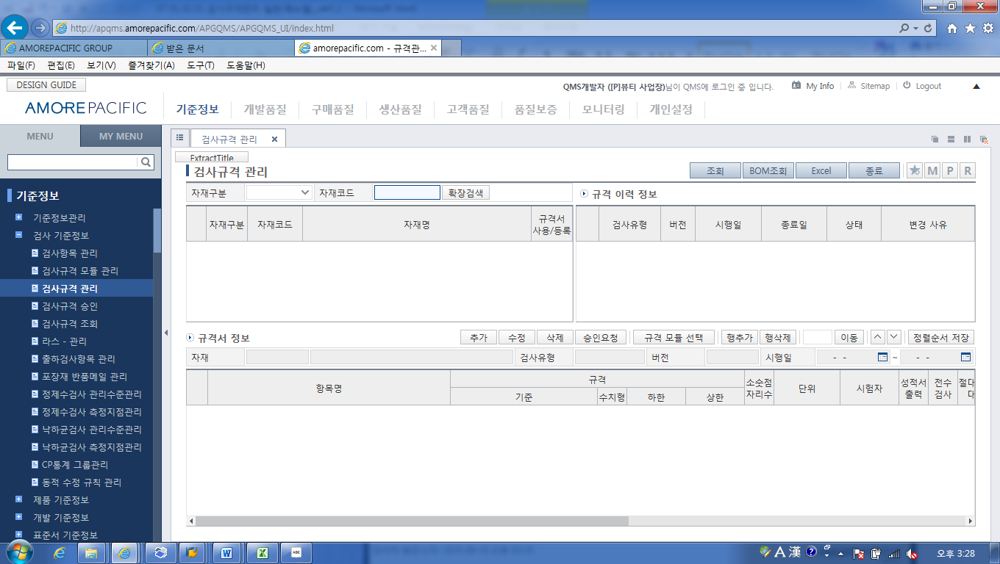 http://apqms.amorepacific.com/APGQMS/APGQMS_UI/index.html
AMOREPACIFIC GROUP 받은 문서 amorepacific.com - 규격관...
파일(F) 편집(E) 보기(V) 즐겨찾기(A) 도구(T) 도움말(H)
DESIGN GUIDE QMS개발자 ([P]뷰티 사업장)님이 QMS에 로그인 중 입니다. My Info Sitemap Logout
AMOREPACIFIC 기준정보 개발품질 구매품질 생산품질 고객품질 품질보증 모니터링 개인설정
MENU MY MENU
검사규격 관리
ExtractTitle
검사규격 관리 조회 BOM조회 Excel 종료 M P R
자재구분 자재코드 확장검색 규격 이력 정보
자재구분 자재코드 자재명 규격서 사용/등록
검사유형 버전 시행일 종료일 상태 변경 사유
기준정보
기준정보관리
검사 기준정보
검사항목 관리
검사규격 모듈 관리
검사규격 관리
검사규격 승인
검사규격 조회
라스 - 관리
출하검사항목 관리
포장재 반품메일 관리
정제수검사 관리수준관리
정제수검사 측정지점관리
낙하균검사 관리수준관리
낙하균검사 측정지점관리
CP통계 그룹관리
동적 수정 규칙 관리
제품 기준정보
개발 기준정보
표준서 기준정보
규격서 정보 추가 수정 삭제 승인요청 규격 모듈 선택 행추가 행삭제 이동 정렬순서 저장
자재 검사유형 버전 시행일 - - ~ - -
항목명 규격 소숫점 자리수 단위 시험자 성적서 출력 전수 검사 절대 대
기준 수치형 하한 상한
A 漢 오후 3:28